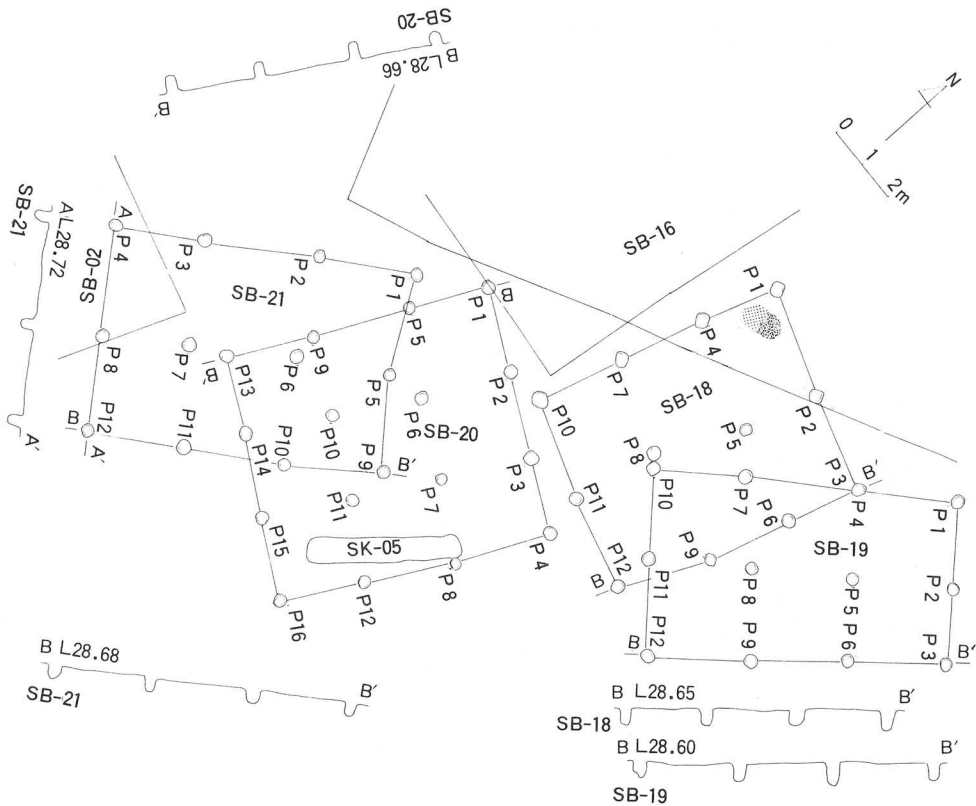 SB-20
B L28.66
B'
N
0 1 2m
SB-21
A L28.72
A'
A
P4
P3
P2
P1
SB-20
SB-21
P8
P7
P12
B
A'
P11
P10
P5
P9
B'
P6
P10
P11
B
P1
P5
P9
P13
B'
P6
P2
SB-20
P14
P7
P3
P15
SK-05
P4
P8
P12
P16
SB-16
P1
P4
P7
P10
SB-18
P2
P5
P8
P11
P3
B'
P6
P9
P12
B
P10
P7
P4
P1
SB-19
P11
P8
P5
P2
B
P12
P9
P6
P3
B'
B L28.68
B'
SB-21
B L28.65
B'
SB-18
B L28.60
B'
SB-19